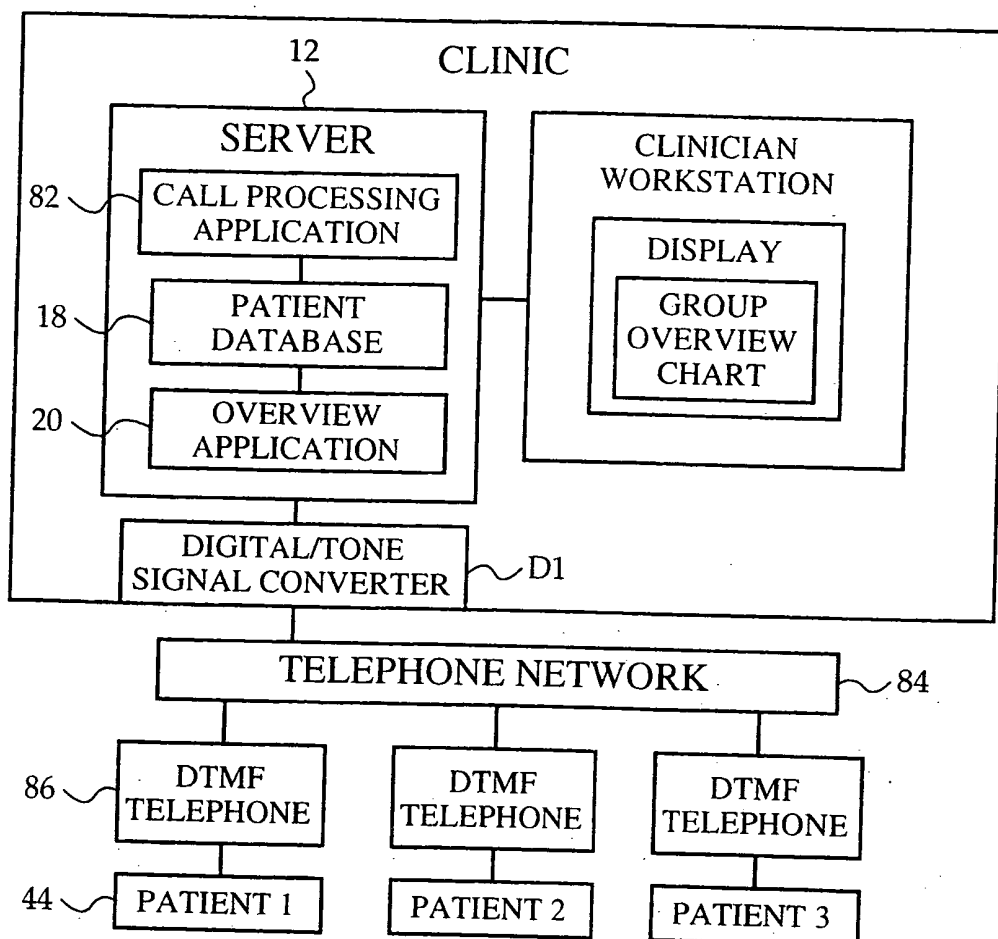 12
CLINIC
SERVER
82
CALL PROCESSING
APPLICATION
18
PATIENT
DATABASE
20
OVERVIEW
APPLICATION
CLINICIAN
WORKSTATION
DISPLAY
GROUP
OVERVIEW
CHART
DIGITAL/TONE
SIGNAL CONVERTER
D1
TELEPHONE NETWORK
84
86
DTMF
TELEPHONE
DTMF
TELEPHONE
DTMF
TELEPHONE
44
PATIENT 1
PATIENT 2
PATIENT 3